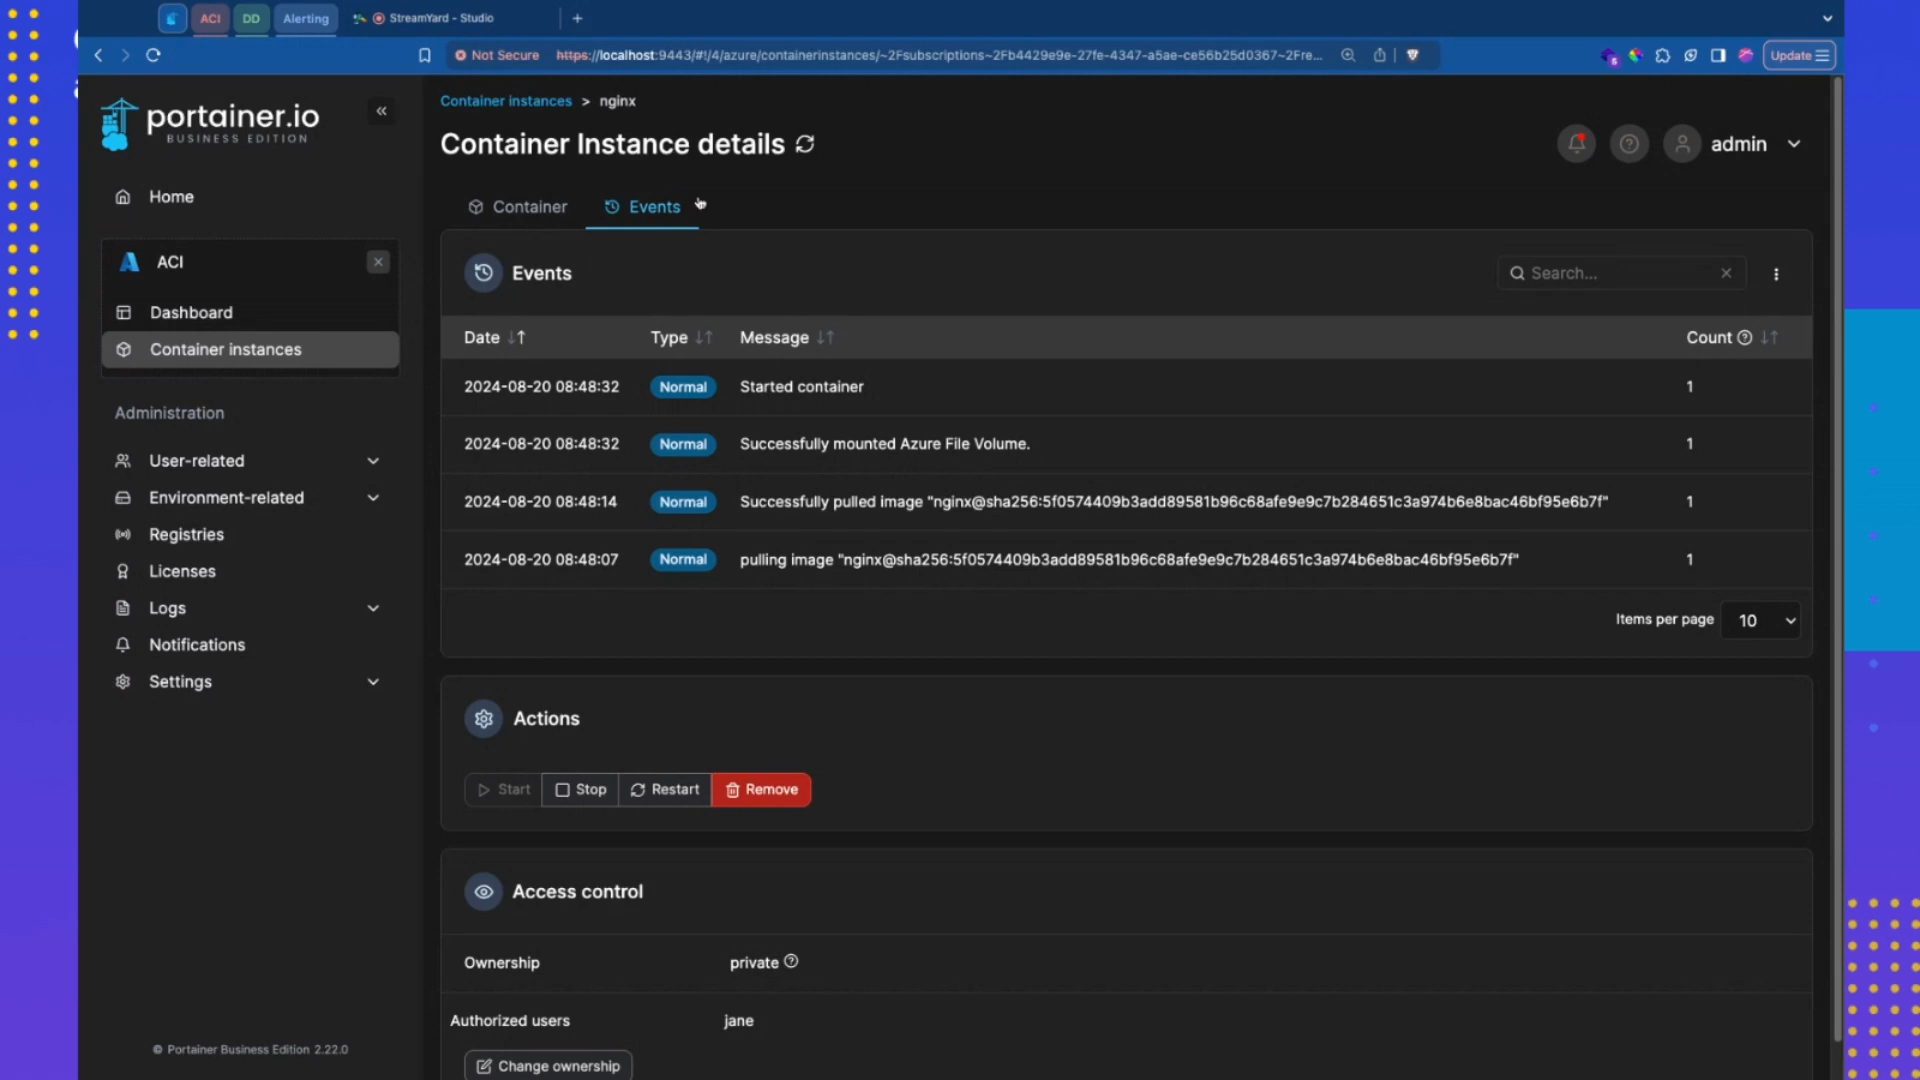 ACI
DD
Alerting
StreamYard - Studio
Not Secure
https://localhost:9443/#!/4/azure/containerinstances/~2Fsubscriptions~2Fb4429e9e-27fe-4347-a5ae-ce56b25d0367~2Fre...
6
Update
portainer.io
BUSINESS EDITION
Home
ACI
Dashboard
Container instances
Administration
User-related
Environment-related
Registries
Licenses
Logs
Notifications
Settings
© Portainer Business Edition 2.22.0
Container instances > nginx
Container Instance details
admin
Container
Events
Events
Search...
Date Type Message Count
2024-08-20 08:48:32 Normal Started container 1
2024-08-20 08:48:32 Normal Successfully mounted Azure File Volume. 1
2024-08-20 08:48:14 Normal Successfully pulled image "nginx@sha256:5f0574409b3add89581b96c68afe9e9c7b284651c3a974b6e8bac46bf95e6b7f" 1
2024-08-20 08:48:07 Normal pulling image "nginx@sha256:5f0574409b3add89581b96c68afe9e9c7b284651c3a974b6e8bac46bf95e6b7f" 1
Items per page 10
Actions
Start
Stop
Restart
Remove
Access control
Ownership private
Authorized users jane
Change ownership